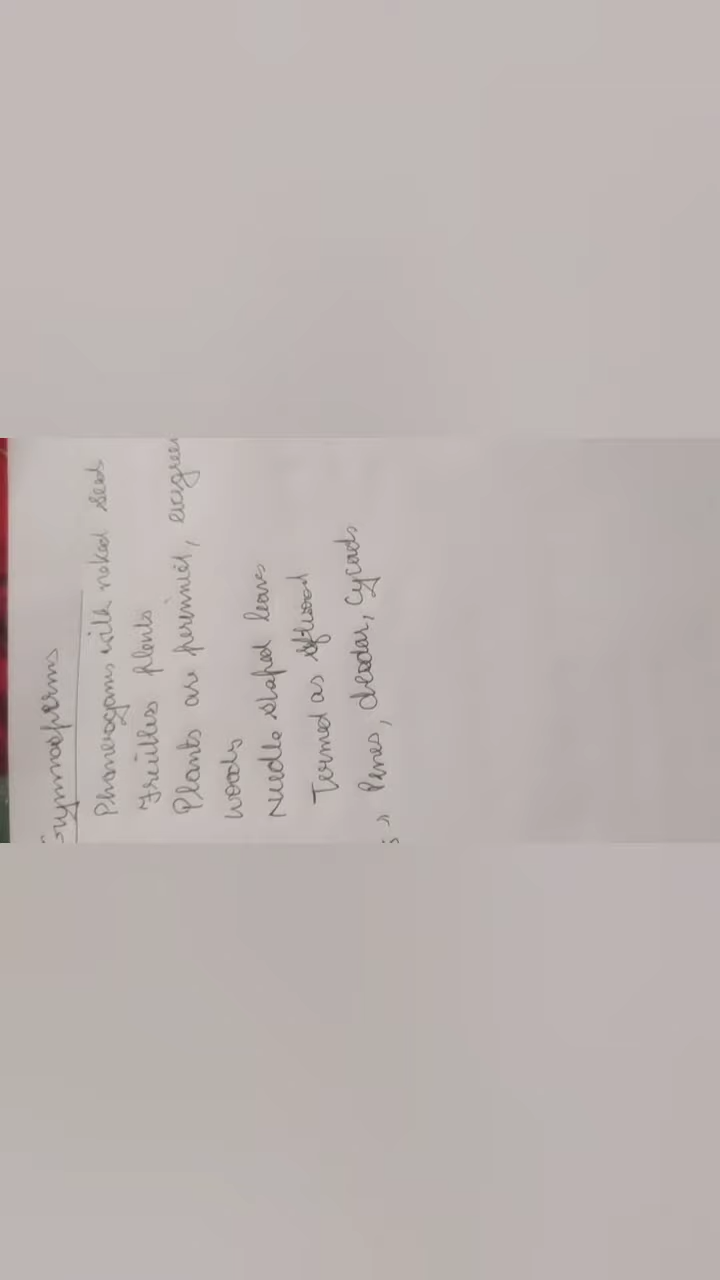 Gymnosperms
Phanerogams with naked seeds
Fruitless plants
Plants are perinnial, evergreen
woody
Needle shaped leaves
Termed as softwood
Pines, deodar, Cycads